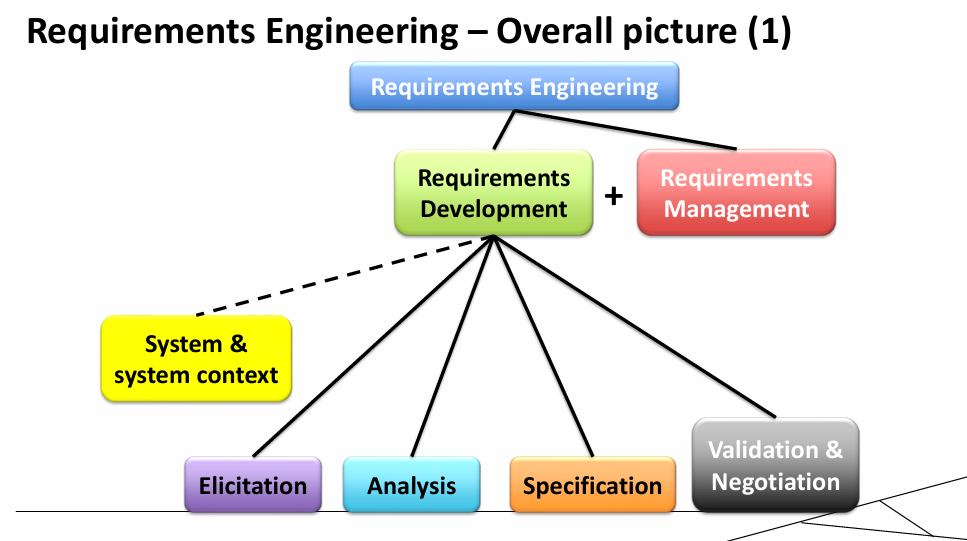 Requirements Engineering – Overall picture (1)
Requirements Engineering
Requirements
Development
+
Requirements
Management
System &
system context
Elicitation
Analysis
Specification
Validation &
Negotiation